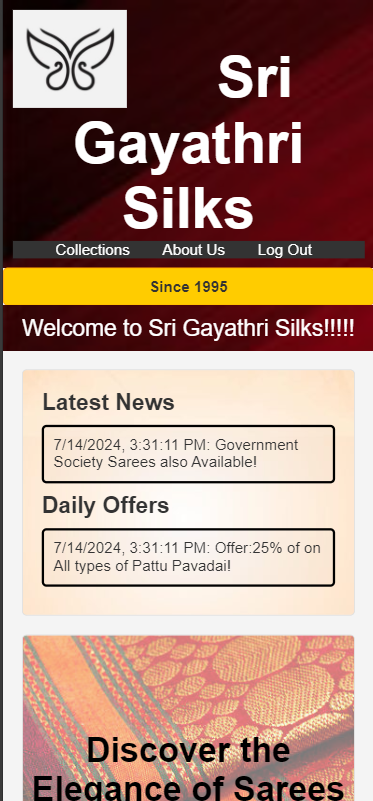 Sri
Gayathri
Silks
Collections About Us Log Out
Since 1995
Welcome to Sri Gayathri Silks!!!!!
Latest News
7/14/2024, 3:31:11 PM: Government
Society Sarees also Available!
Daily Offers
7/14/2024, 3:31:11 PM: Offer:25% of on
All types of Pattu Pavadai!
Discover the
Elegance of Sarees